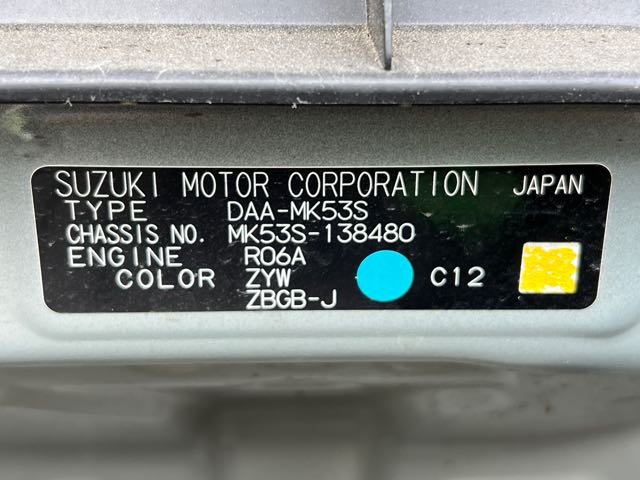 SUZUKI MOTOR CORPORATION JAPAN
TYPE DAA-MK53S
CHASSIS NO. MK53S-138480
ENGINE R06A
COLOR ZYW C12
ZBGB-J